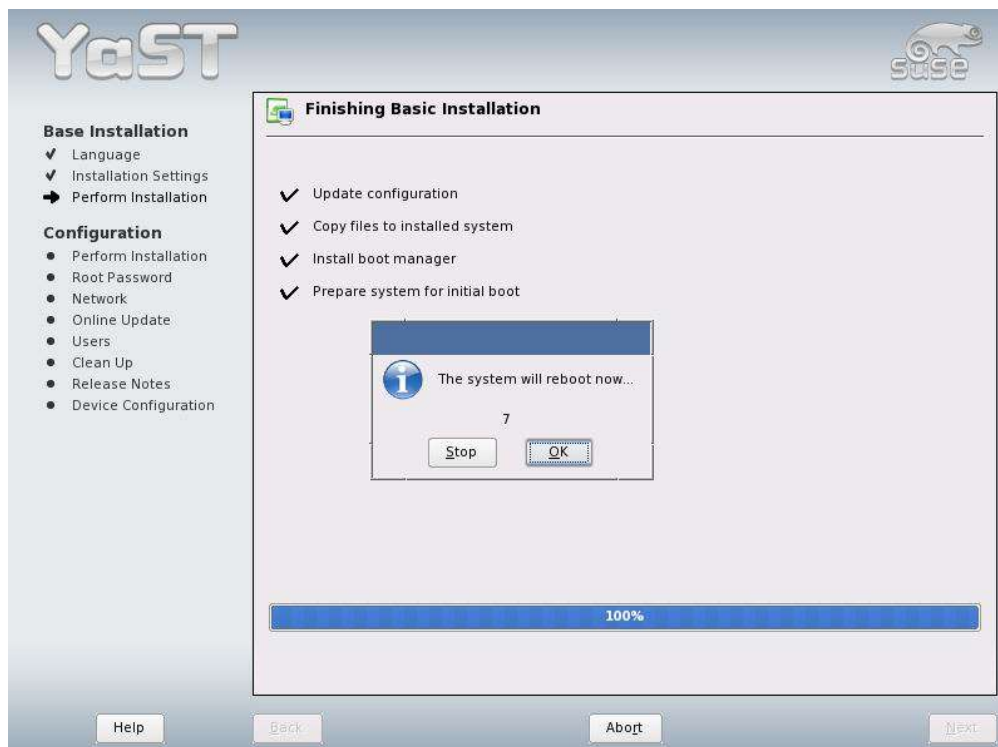 YaST
SUSE
Base Installation
Language
Installation Settings
Perform Installation
Configuration
Perform Installation
Root Password
Network
Online Update
Users
Clean Up
Release Notes
Device Configuration
Finishing Basic Installation
Update configuration
Copy files to installed system
Install boot manager
Prepare system for initial boot
The system will reboot now...
7
Stop
OK
100%
Help
Back
Abort
Next